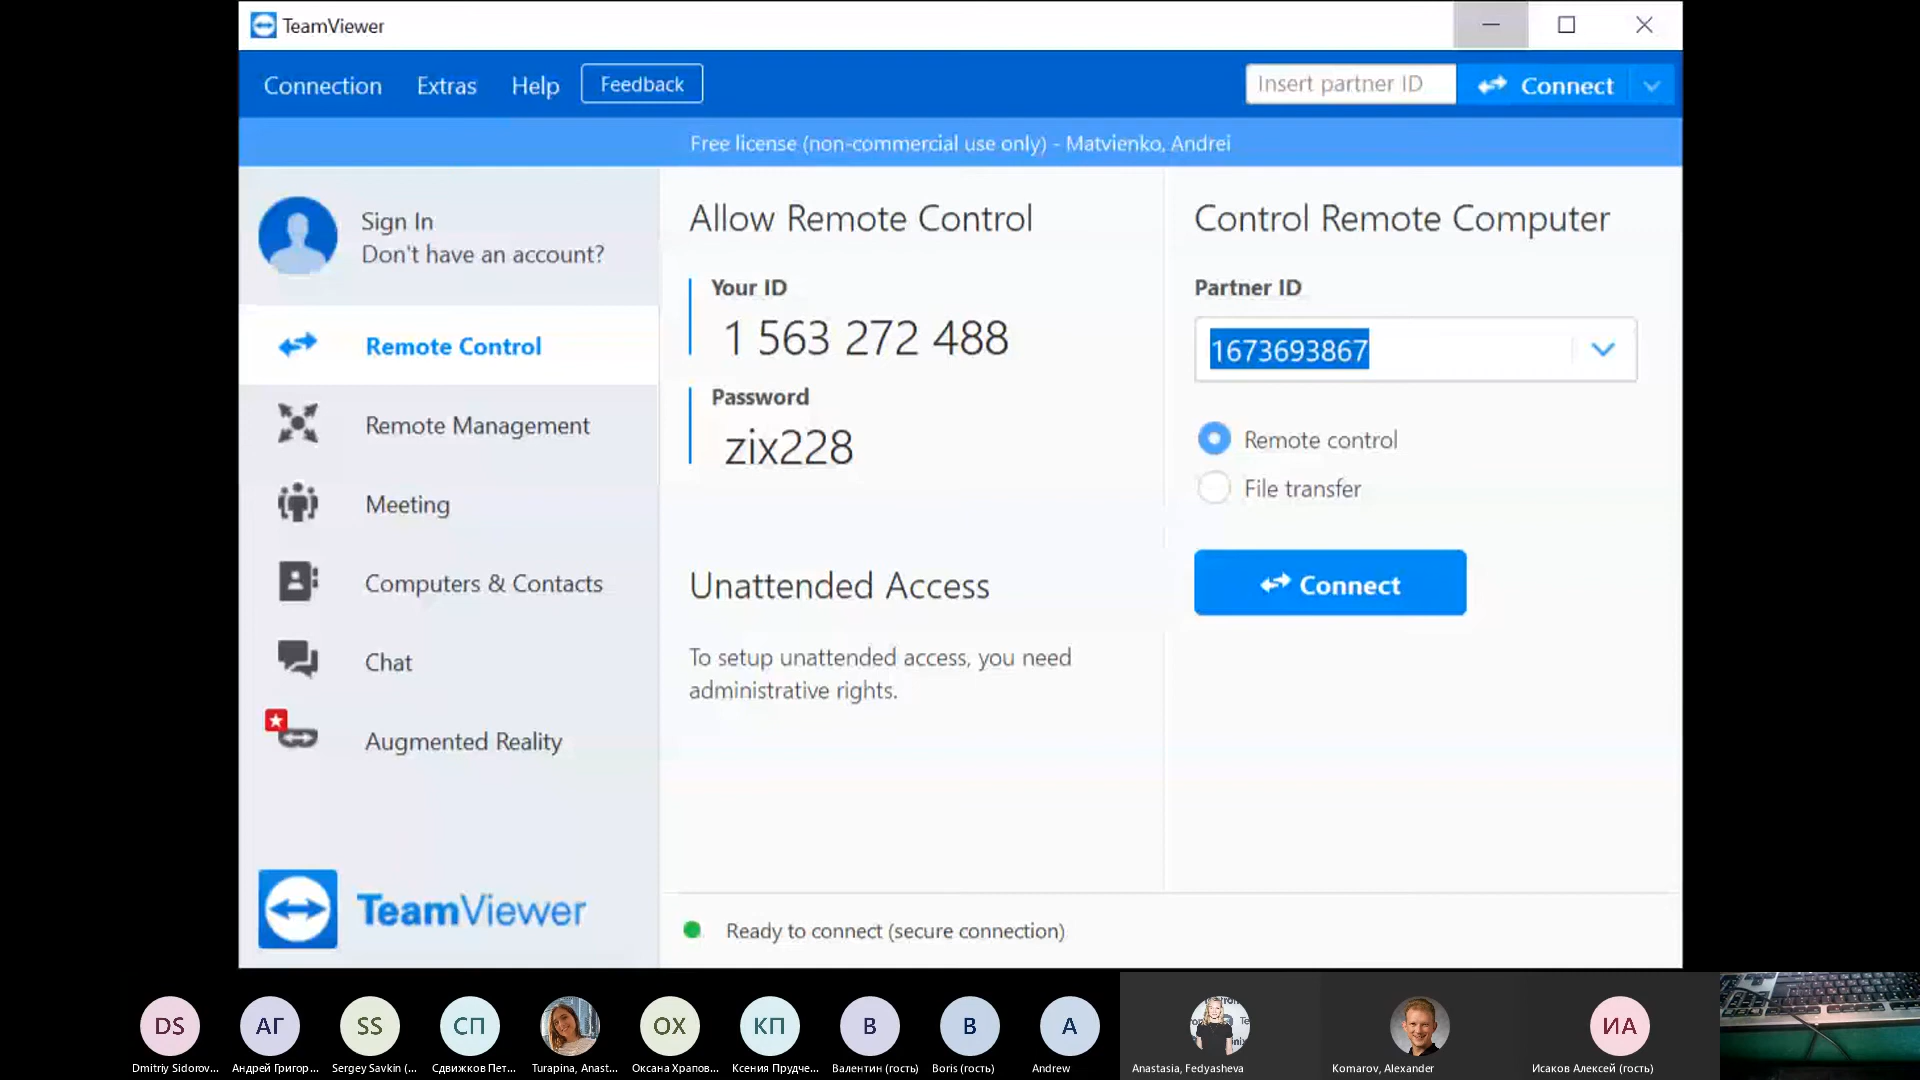 TeamViewer
Connection Extras Help Feedback Insert partner ID Connect
Free license (non-commercial use only) - Matvienko, Andrei
Sign In
Don't have an account?
Remote Control
Remote Management
Meeting
Computers & Contacts
Chat
Augmented Reality
TeamViewer
Allow Remote Control
Your ID
1 563 272 488
Password
zix228
Unattended Access
To setup unattended access, you need
administrative rights.
Control Remote Computer
Partner ID
1673693867
Remote control
File transfer
Connect
Ready to connect (secure connection)
DS АГ SS СП ОХ КП В B A ИА
Dmitriy Sidorov... Андрей Григор... Sergey Savkin (... Сдвижков Пет... Turapina, Anast... Оксана Храпов... Ксения Прудче... Валентин (гость) Boris (гость) Andrew Anastasia, Fedyasheva Komarov, Alexander Исаков Алексей (гость)